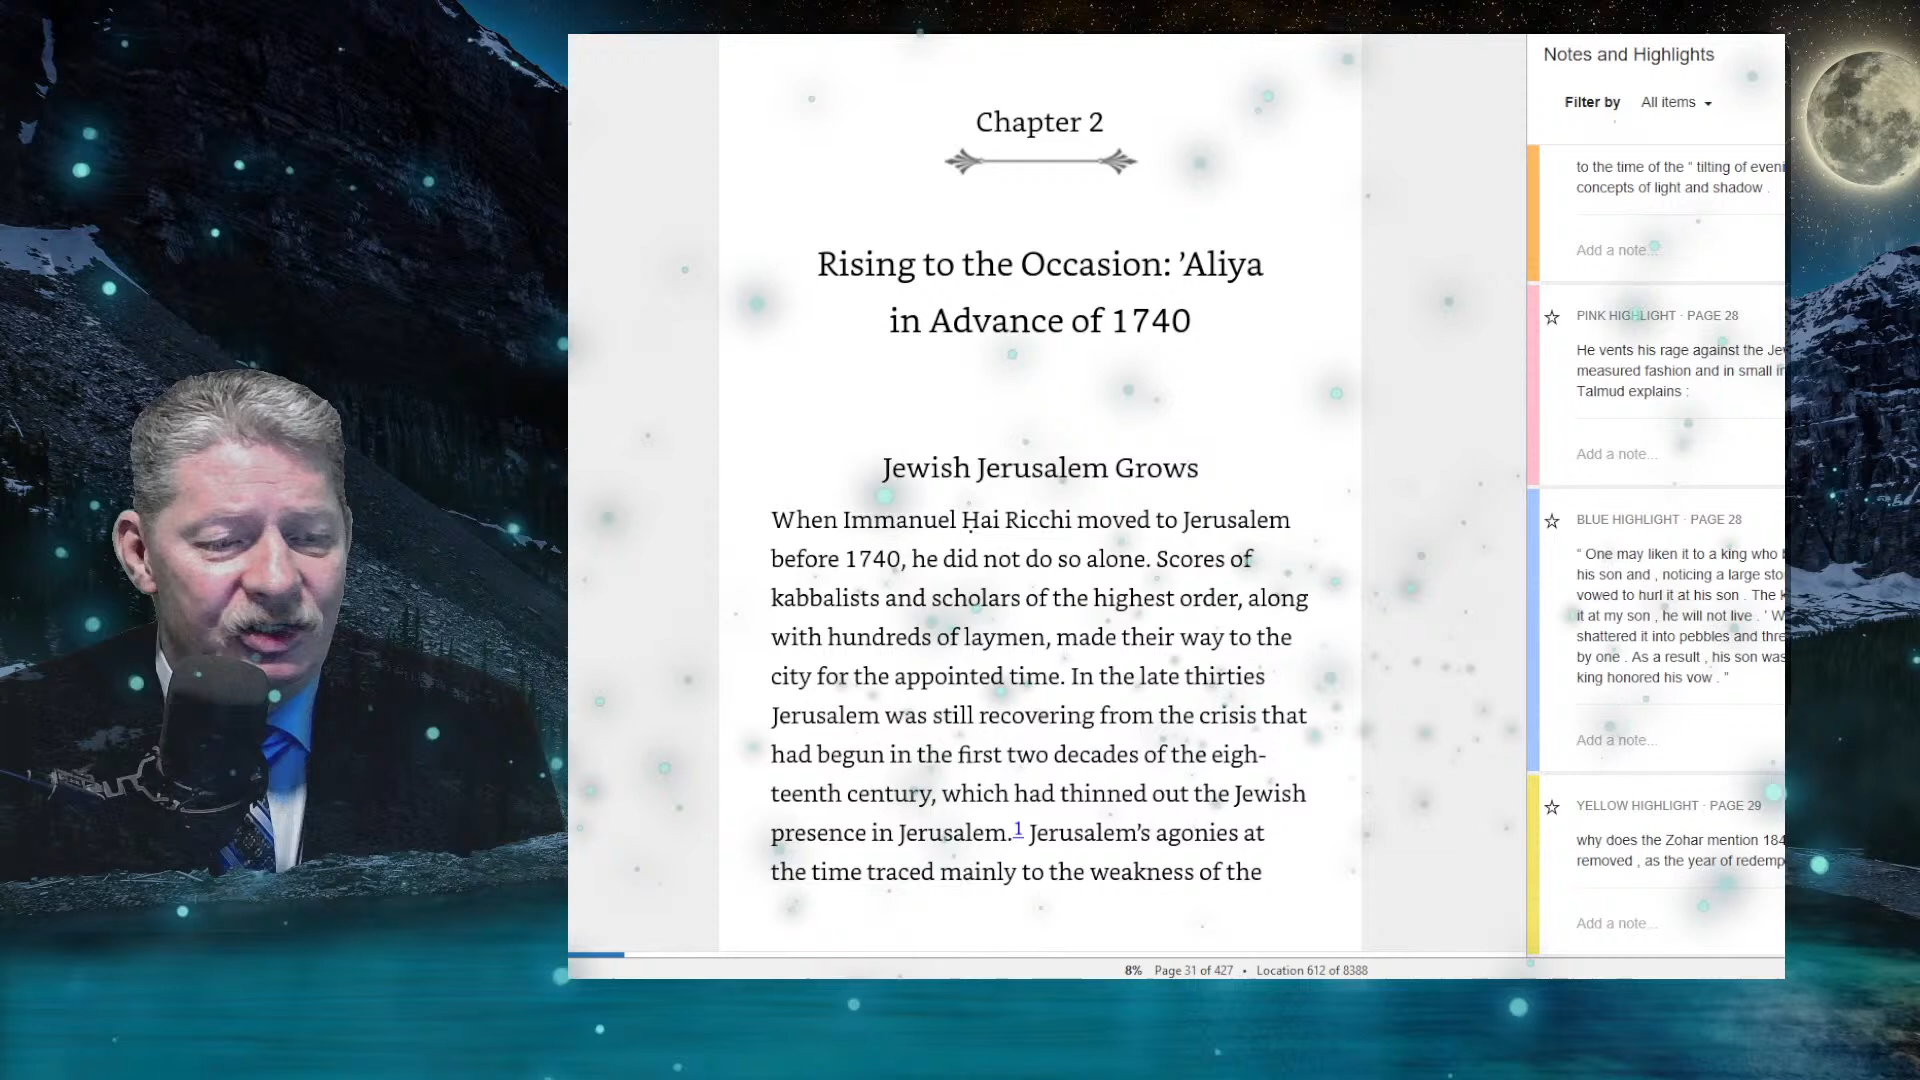 Chapter 2
Rising to the Occasion: ’Aliya
in Advance of 1740
Jewish Jerusalem Grows
When Immanuel Ḥai Ricchi moved to Jerusalem
before 1740, he did not do so alone. Scores of
kabbalists and scholars of the highest order, along
with hundreds of laymen, made their way to the
city for the appointed time. In the late thirties
Jerusalem was still recovering from the crisis that
had begun in the first two decades of the eigh-
teenth century, which had thinned out the Jewish
presence in Jerusalem.1 Jerusalem’s agonies at
the time traced mainly to the weakness of the
8% Page 31 of 427 • Location 612 of 8388
Notes and Highlights
Filter by All items
to the time of the “ tilting of
concepts of light and shadow .
Add a note...
PINK HIGHLIGHT · PAGE 28
He vents his rage against the
measured fashion and in small
Talmud explains :
Add a note...
BLUE HIGHLIGHT · PAGE 28
“ One may liken it to a king who
his son and , noticing a large
vowed to hurl it at his son . The
it at my son , he will not live . ’
shattered it into pebbles and
by one . As a result , his son was
king honored his vow . ”
Add a note...
YELLOW HIGHLIGHT · PAGE 29
why does the Zohar mention
removed , as the year of
Add a note...